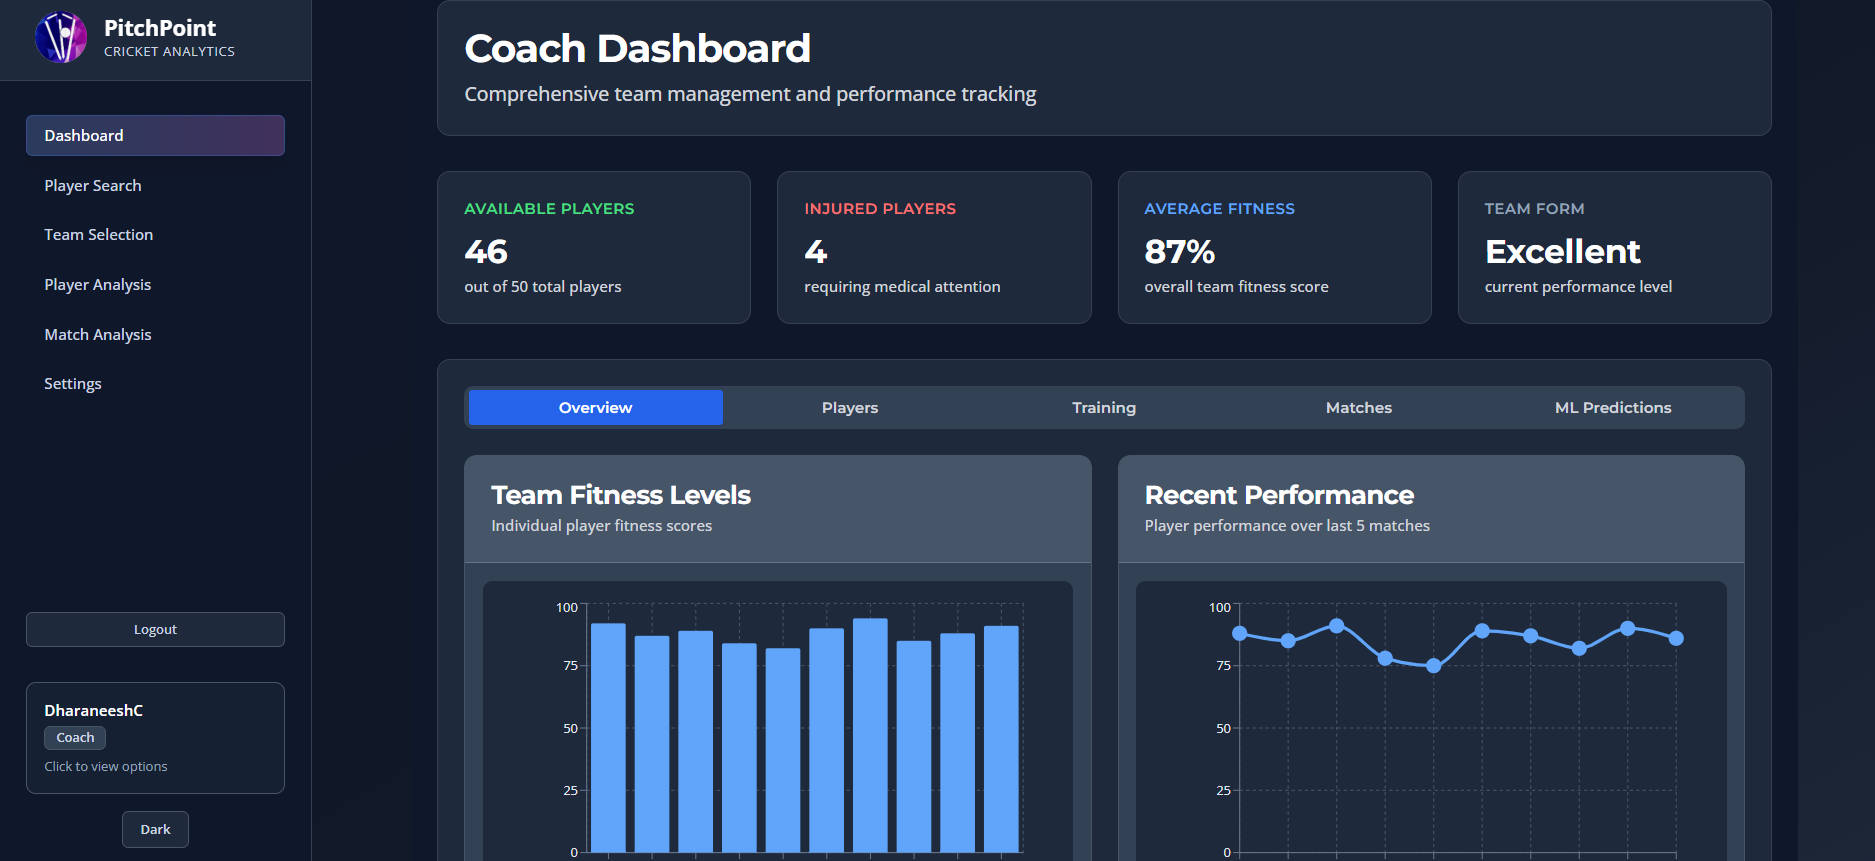 PitchPoint
CRICKET ANALYTICS
Dashboard
Player Search
Team Selection
Player Analysis
Match Analysis
Settings
Logout
DharaneeshC
Coach
Click to view options
Dark
Coach Dashboard
Comprehensive team management and performance tracking
AVAILABLE PLAYERS
46
out of 50 total players
INJURED PLAYERS
4
requiring medical attention
AVERAGE FITNESS
87%
overall team fitness score
TEAM FORM
Excellent
current performance level
Overview
Players
Training
Matches
ML Predictions
Team Fitness Levels
Individual player fitness scores
100
75
50
25
0
Recent Performance
Player performance over last 5 matches
100
75
50
25
0